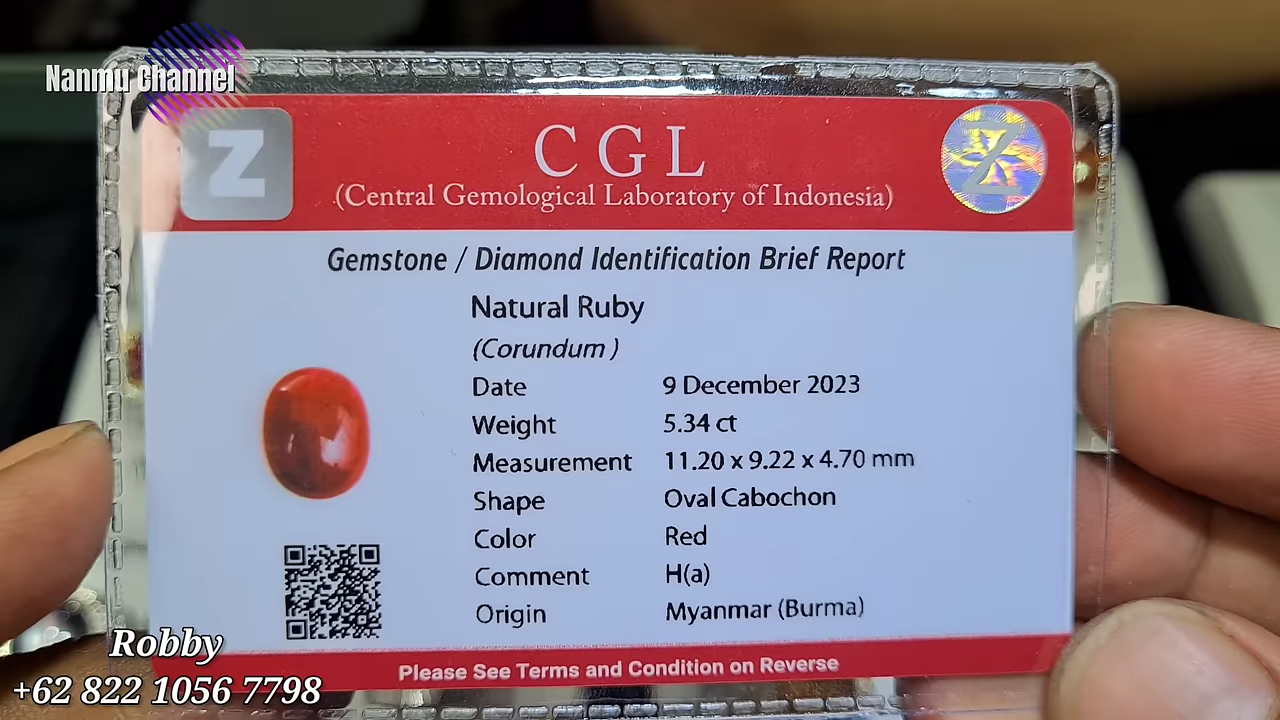 Nanmu Channel
Z
CGL
(Central Gemological Laboratory of Indonesia)
Z
Gemstone / Diamond Identification Brief Report
Natural Ruby
(Corundum)
Date 9 December 2023
Weight 5.34 ct
Measurement 11.20 x 9.22 x 4.70 mm
Shape Oval Cabochon
Color Red
Comment H(a)
Origin Myanmar (Burma)
Please See Terms and Condition on Reverse
Robby
+62 822 1056 7798